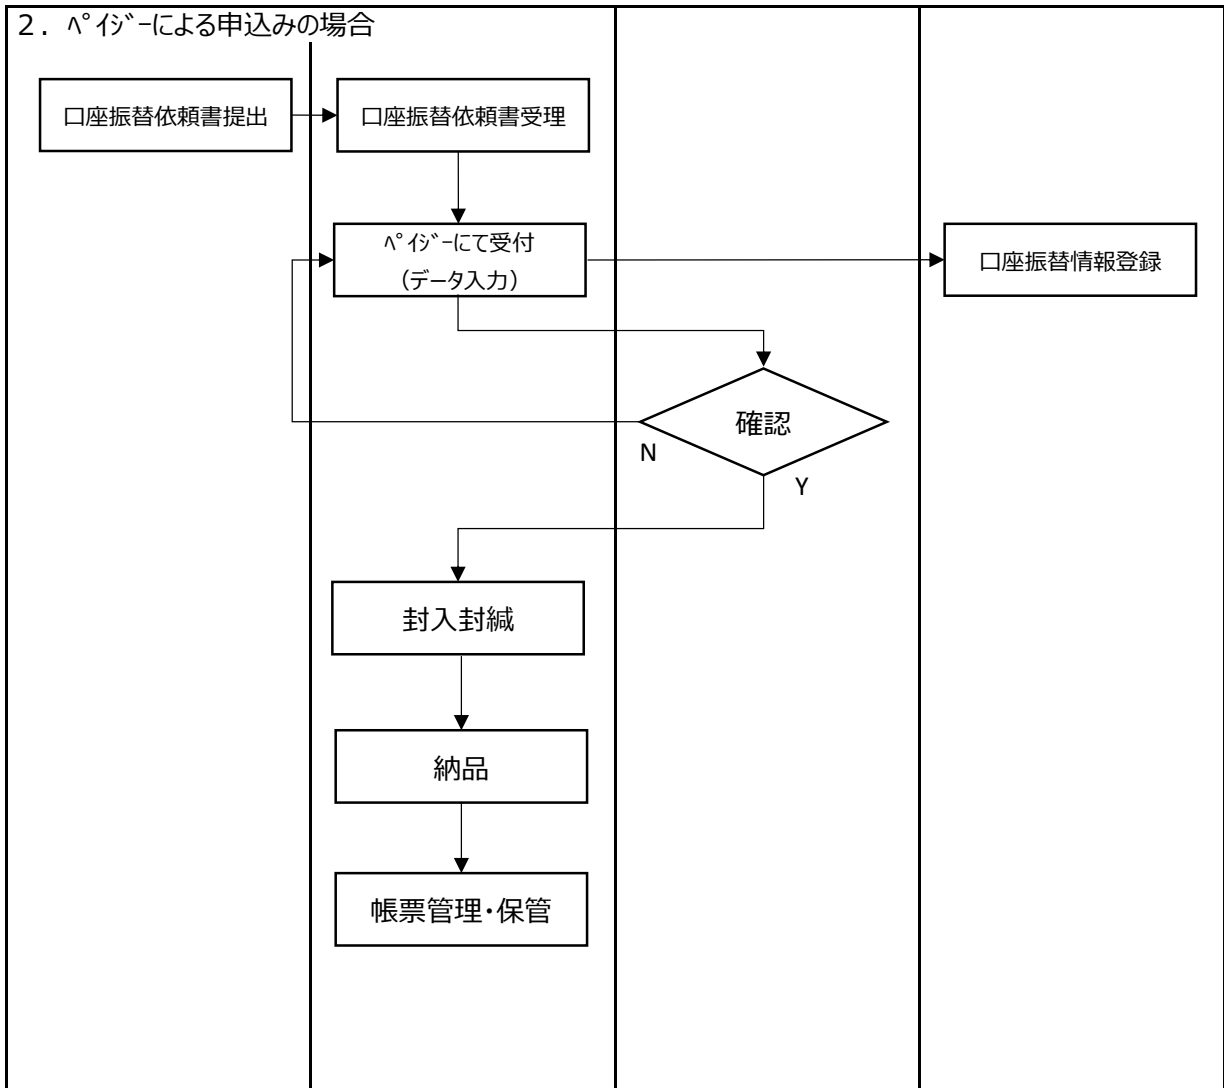 2．ﾍﾟｲｼﾞｰによる申込みの場合
口座振替依頼書提出
口座振替依頼書受理
ﾍﾟｲｼﾞｰにて受付
（データ入力）
口座振替情報登録
確認
N
Y
封入封緘
納品
帳票管理・保管